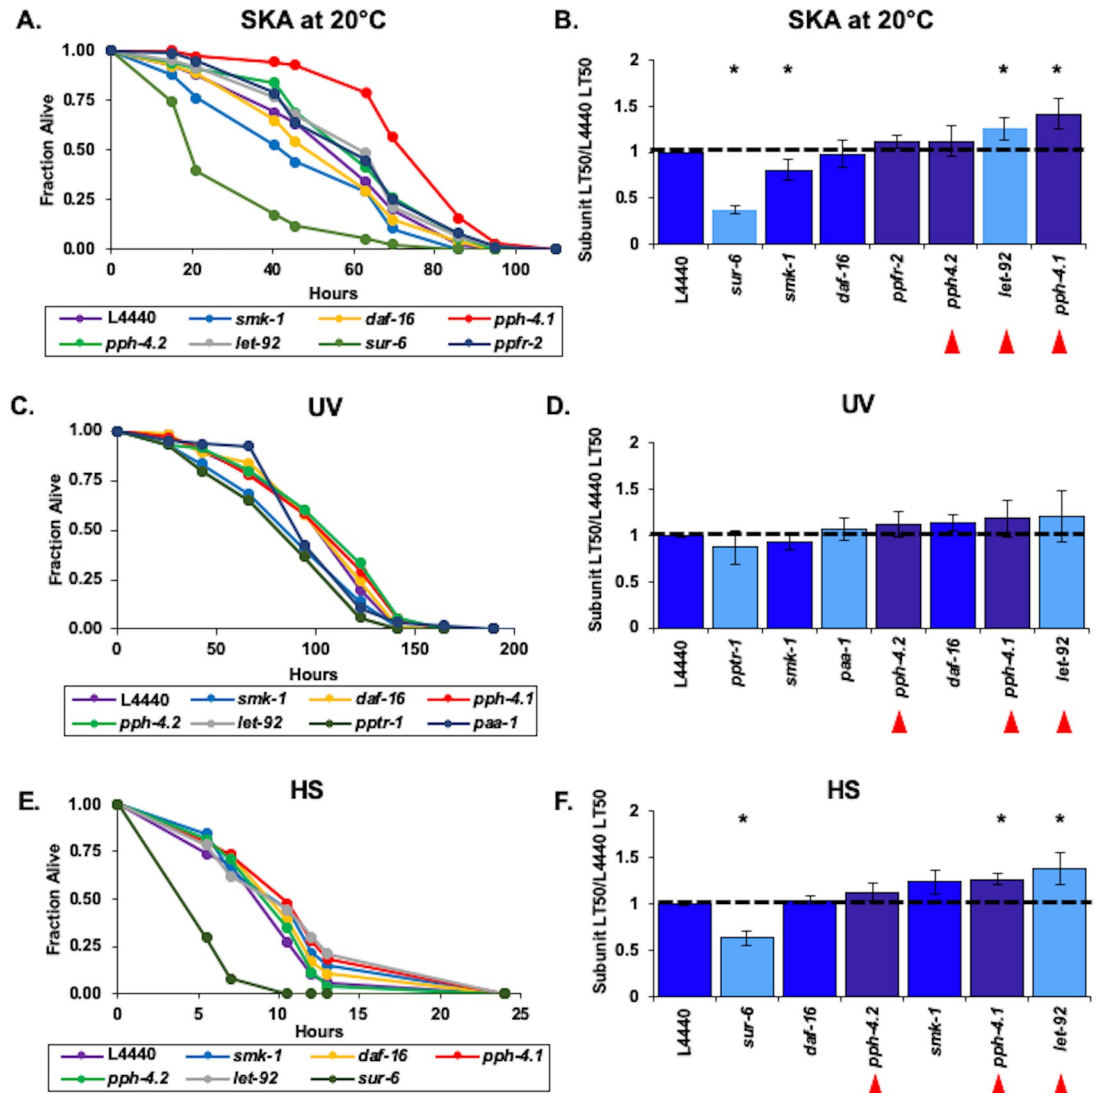 A.
SKA at 20°C
Fraction Alive
1.00
0.75
0.50
0.25
0.00
0 20 40 60 80 100
Hours
L4440 smk-1 daf-16 pph-4.1
pph-4.2 let-92 sur-6 ppfr-2
B.
SKA at 20°C
Subunit LT50/L4440 LT50
2
1.5
1
0.5
0
* * * *
L4440 sur-6 smk-1 daf-16 ppfr-2 pph4.2 let-92 pph-4.1
C.
UV
Fraction Alive
1.00
0.75
0.50
0.25
0.00
0 50 100 150 200
Hours
L4440 smk-1 daf-16 pph-4.1
pph-4.2 let-92 pptr-1 paa-1
D.
UV
Subunit LT50/L4440 LT50
2
1.5
1
0.5
0
L4440 pptr-1 smk-1 paa-1 pph-4.2 daf-16 pph-4.1 let-92
E.
HS
Fraction Alive
1.00
0.75
0.50
0.25
0.00
0 5 10 15 20 25
Hours
L4440 smk-1 daf-16 pph-4.1
pph-4.2 let-92 sur-6
F.
HS
Subunit LT50/L4440 LT50
2
1.5
1
0.5
0
* * *
L4440 sur-6 daf-16 pph-4.2 smk-1 pph-4.1 let-92